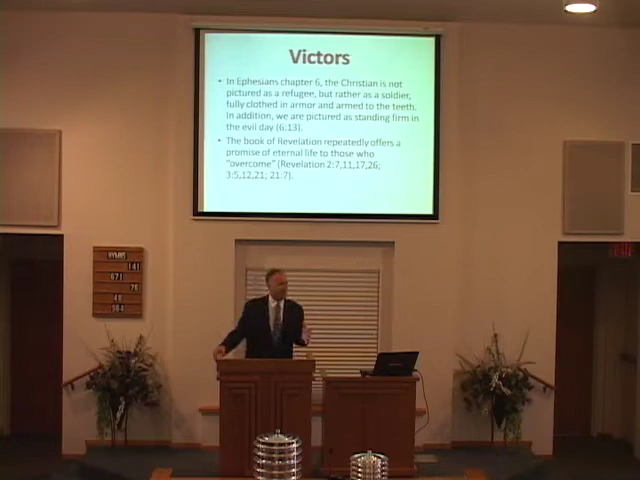 Victors
• In Ephesians chapter 6, the Christian is not
pictured as a refugee, but rather as a soldier,
fully clothed in armor and armed to the teeth.
In addition, we are pictured as standing firm in
the evil day (6:13).
• The book of Revelation repeatedly offers a
promise of eternal life to those who
"overcome" (Revelation 2:7,11,17,26;
3:5,12,21; 21:7).
HYMNS
141
671
76
EXIT